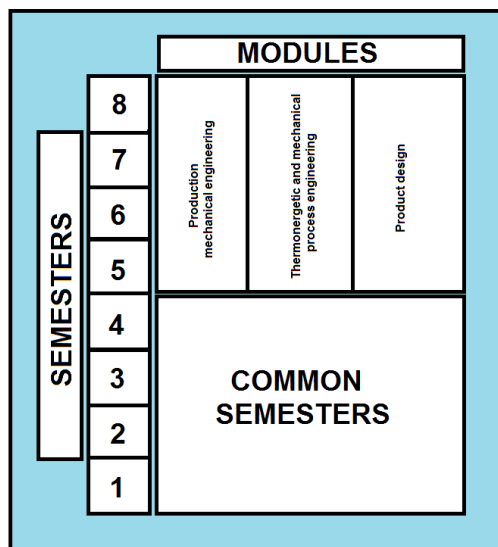 MODULES
SEMESTERS
8
7
6
5
4
3
2
1
Production
mechanical engineering
Thermonergetic and mechanical
process engineering
Product design
COMMON
SEMESTERS